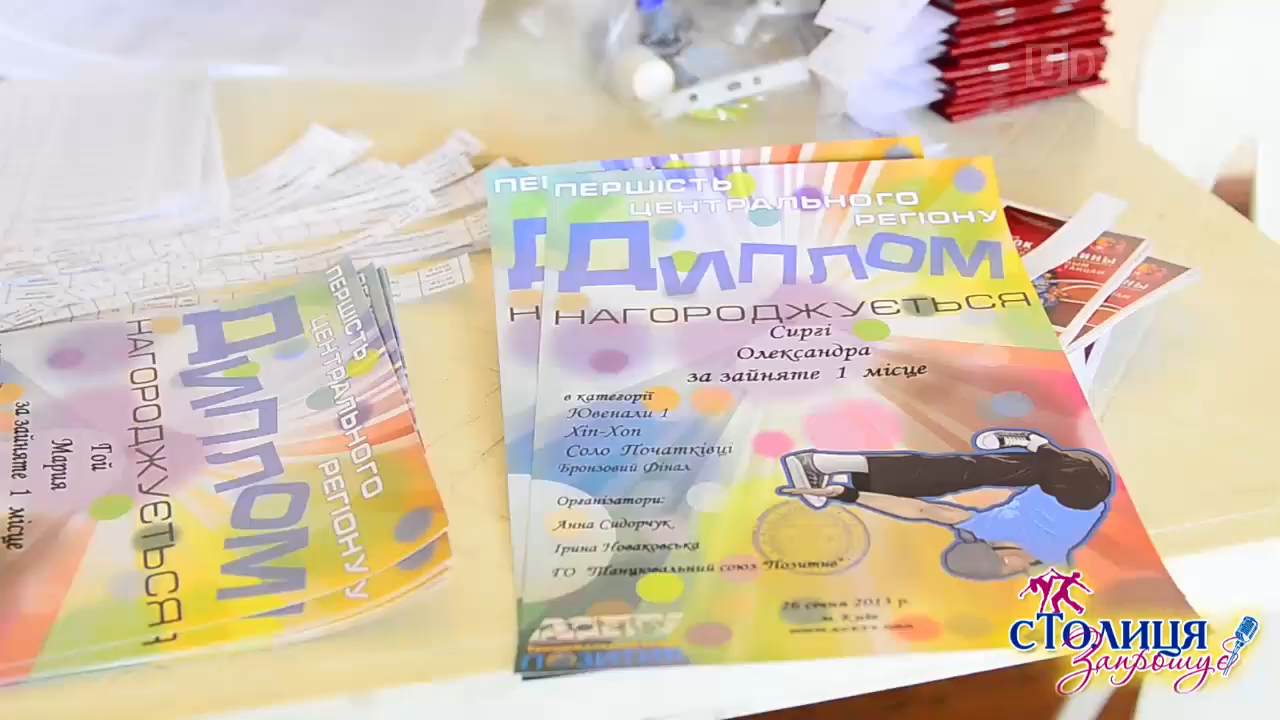 ПЕРШІСТЬ
ЦЕНТРАЛЬНОГО
РЕГІОНУ
ДИПЛОМ
НАГОРОДЖУЄТЬСЯ
Сиргі
Олександра
за зайняте 1 місце
в категорії
Ювенали 1
Хіп-Хоп
Соло Початківці
Бронзовий Фінал
Організатори:
Анна Сидорчук
Ірина Новаковська
ГО "Танцювальний союз "Позитив"
26 січня 2013 р.
м. Київ
ПОЗИТИВ
ПЕРШІСТЬ
ЦЕНТРАЛЬНОГО
РЕГІОНУ
ДИПЛОМ
НАГОРОДЖУЄТЬСЯ
Гой
Мария
за зайняте 1 місце
сТОЛИЦЯ
Запрошує